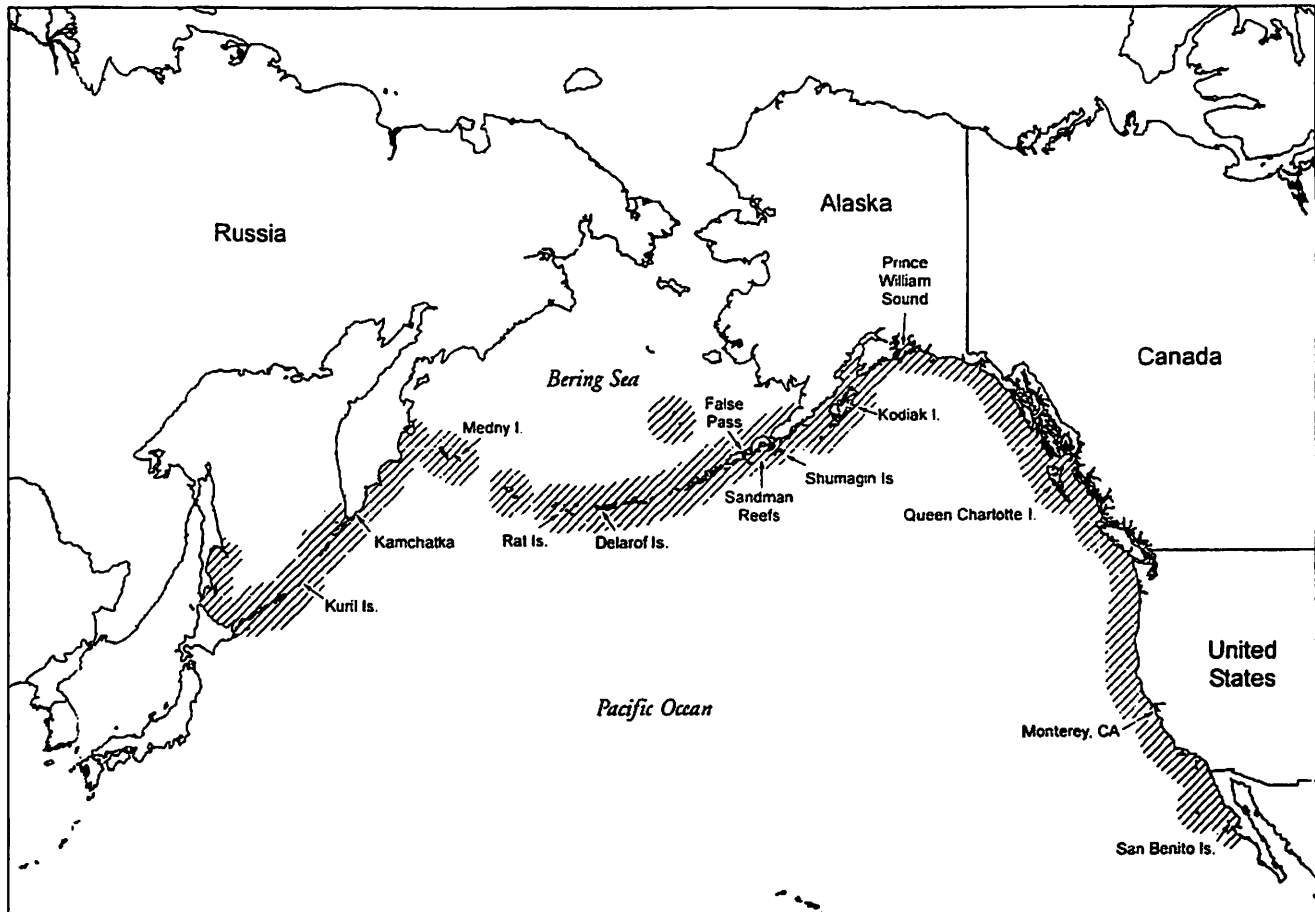 Russia
Alaska
Prince
William
Sound
Canada
Bering Sea
Medny I.
False
Pass
Kodiak I.
Shumagin Is
Sandman
Reefs
Queen Charlotte I.
Kamchatka
Rat Is.
Delarof Is.
Kuril Is.
United
States
Pacific Ocean
Monterey, CA
San Benito Is.